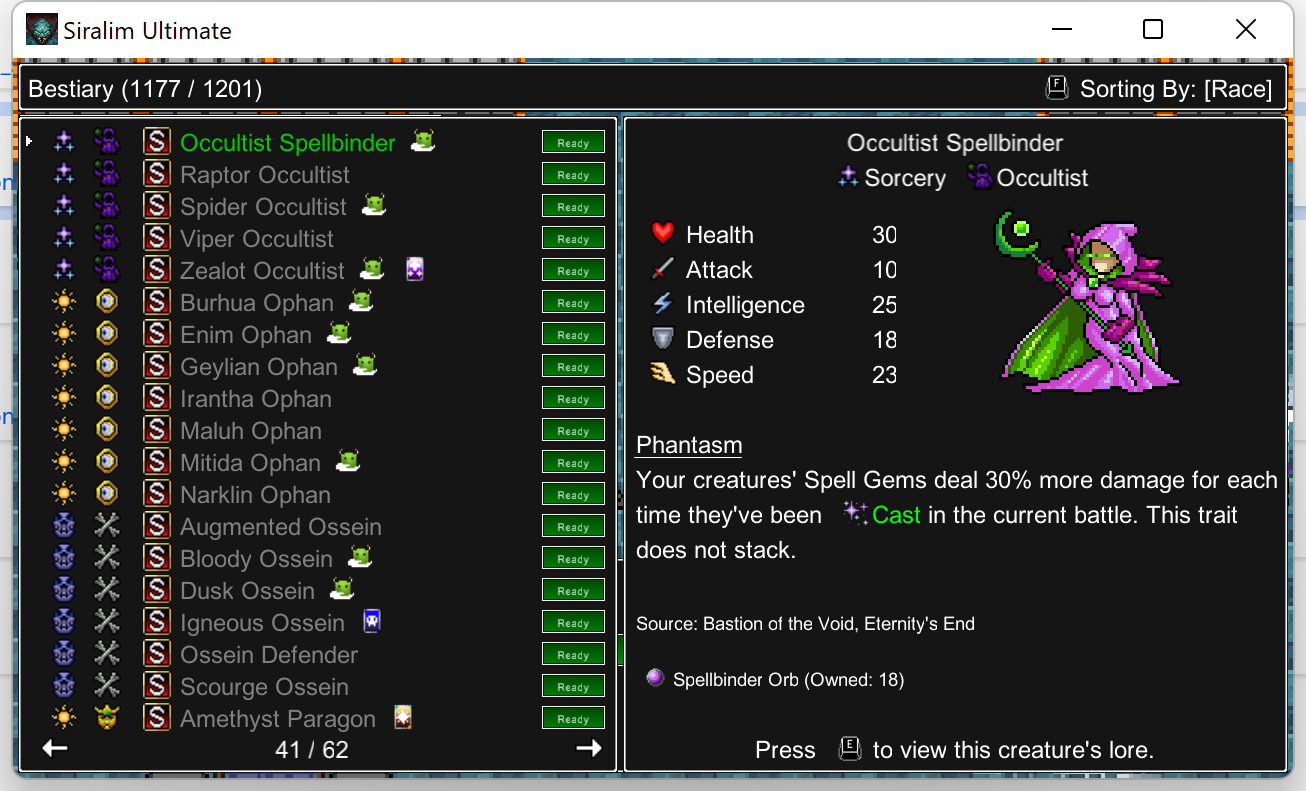 Siralim Ultimate
Bestiary (1177 / 1201)
F Sorting By: [Race]
S Occultist Spellbinder Ready
S Raptor Occultist Ready
S Spider Occultist Ready
S Viper Occultist Ready
S Zealot Occultist Ready
S Burhua Ophan Ready
S Enim Ophan Ready
S Geylian Ophan Ready
S Irantha Ophan Ready
S Maluh Ophan Ready
S Mitida Ophan Ready
S Narklin Ophan Ready
S Augmented Ossein Ready
S Bloody Ossein Ready
S Dusk Ossein Ready
S Igneous Ossein Ready
S Ossein Defender Ready
S Scourge Ossein Ready
S Amethyst Paragon Ready
41 / 62
Occultist Spellbinder
Sorcery Occultist
Health 30
Attack 10
Intelligence 25
Defense 18
Speed 23
Phantasm
Your creatures' Spell Gems deal 30% more damage for each
time they've been Cast in the current battle. This trait
does not stack.
Source: Bastion of the Void, Eternity's End
Spellbinder Orb (Owned: 18)
Press E to view this creature's lore.